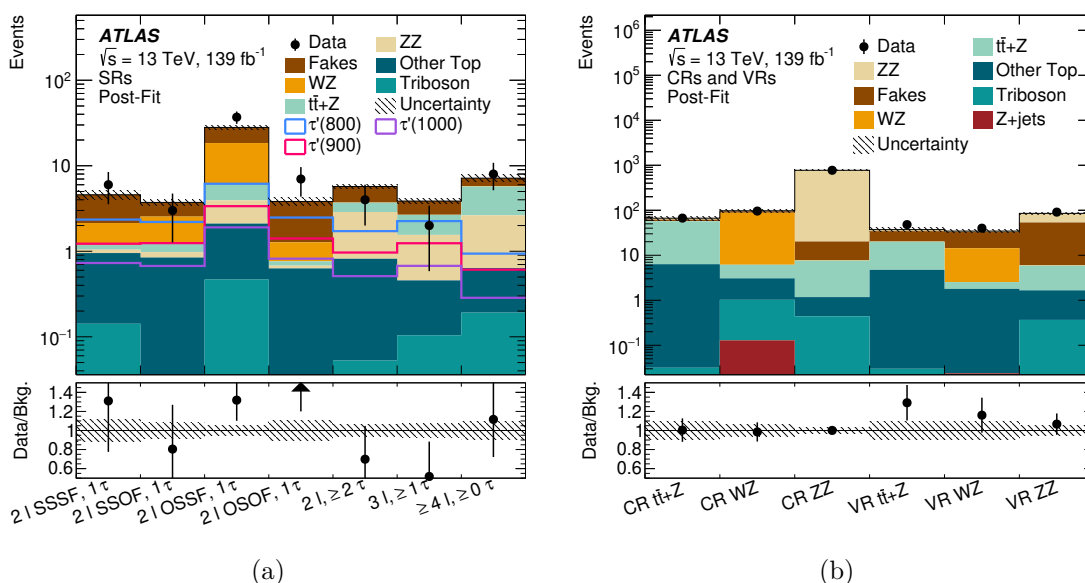 Events
ATLAS
√s = 13 TeV, 139 fb⁻¹
SRs
Post-Fit
Data
Fakes
WZ
tt̄+Z
τ'(800)
τ'(900)
ZZ
Other Top
Triboson
Uncertainty
τ'(1000)
10²
10
1
10⁻¹
Data/Bkg.
1.4
1.2
1
0.8
0.6
2 l SSSF, 1 τ
2 l SSOF, 1 τ
2 l OSSF, 1 τ
2 l OSOF, 1 τ
2 l, ≥ 2 τ
3 l, ≥ 1 τ
≥ 4 l, ≥ 0 τ
(a)
Events
ATLAS
√s = 13 TeV, 139 fb⁻¹
CRs and VRs
Post-Fit
Data
ZZ
Fakes
WZ
Uncertainty
tt̄+Z
Other Top
Triboson
Z+jets
10⁶
10⁵
10⁴
10³
10²
10
1
10⁻¹
Data/Bkg.
1.4
1.2
1
0.8
0.6
CR tt̄+Z
CR WZ
CR ZZ
VR tt̄+Z
VR WZ
VR ZZ
(b)